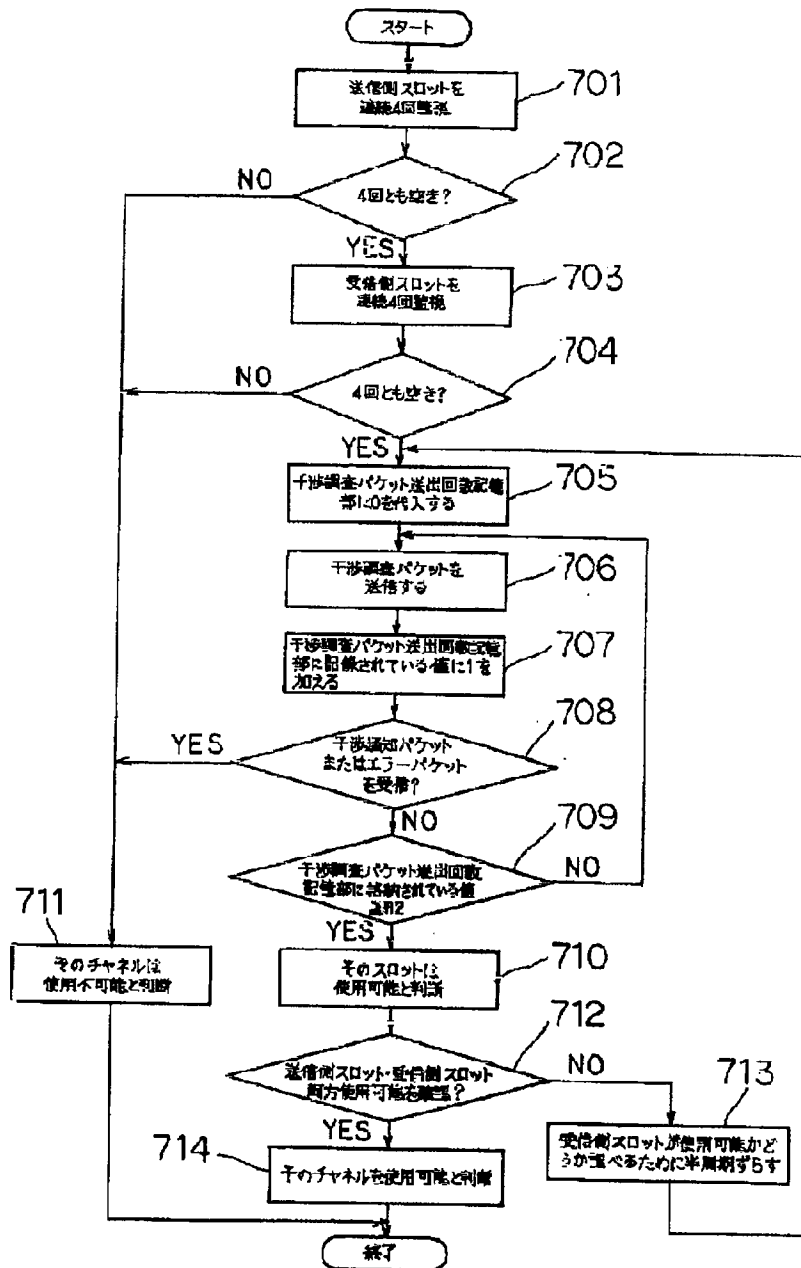 スタート
送信側スロットを
連続4回監視
701
4回とも空き?
702
NO
YES
受信側スロットを
連続4回監視
703
4回とも空き?
704
NO
YES
干渉調査パケット送出回数記憶
部に0を代入する
705
干渉調査パケットを
送信する
706
干渉調査パケット送出回数記憶
部に記録されている値に1を
加える
707
干渉通知パケット
またはエラーパケット
を受信?
708
YES
NO
干渉調査パケット送出回数
記憶部に格納されている値
709
NO
YES
711
そのチャネルは
使用不可能と判断
そのスロットは
使用可能と判断
710
送信側スロット・受信側スロット
両方使用可能を確認?
712
NO
YES
713
受信側スロットが使用可能かど
うか調べるために半周期ずらす
714
そのチャネルを使用可能と判断
終了